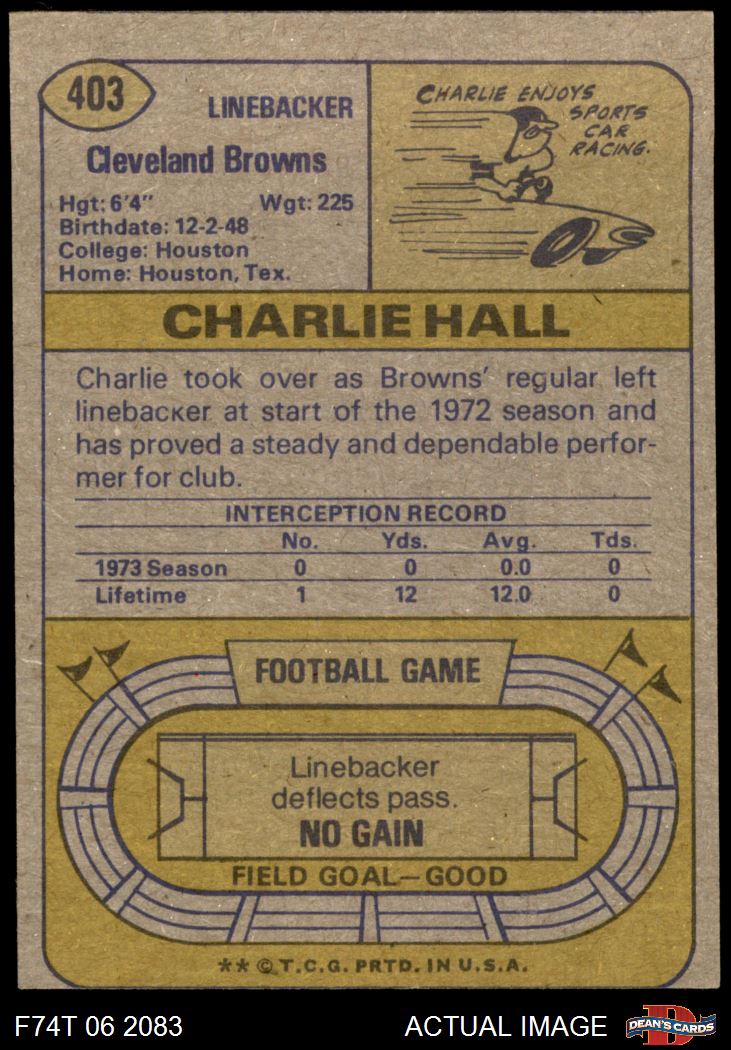 403
LINEBACKER
Cleveland Browns
Hgt: 6'4" Wgt: 225
Birthdate: 12-2-48
College: Houston
Home: Houston, Tex.
CHARLIE ENJOYS
SPORTS
CAR
RACING.
CHARLIE HALL
Charlie took over as Browns' regular left
linebacker at start of the 1972 season and
has proved a steady and dependable perfor-
mer for club.
INTERCEPTION RECORD
No. Yds. Avg. Tds.
1973 Season 0 0 0.0 0
Lifetime 1 12 12.0 0
FOOTBALL GAME
Linebacker
deflects pass.
NO GAIN
FIELD GOAL—GOOD
** © T.C.G. PRTD. IN U.S.A.
F74T 06 2083 ACTUAL IMAGE
D
DEAN'S CARDS